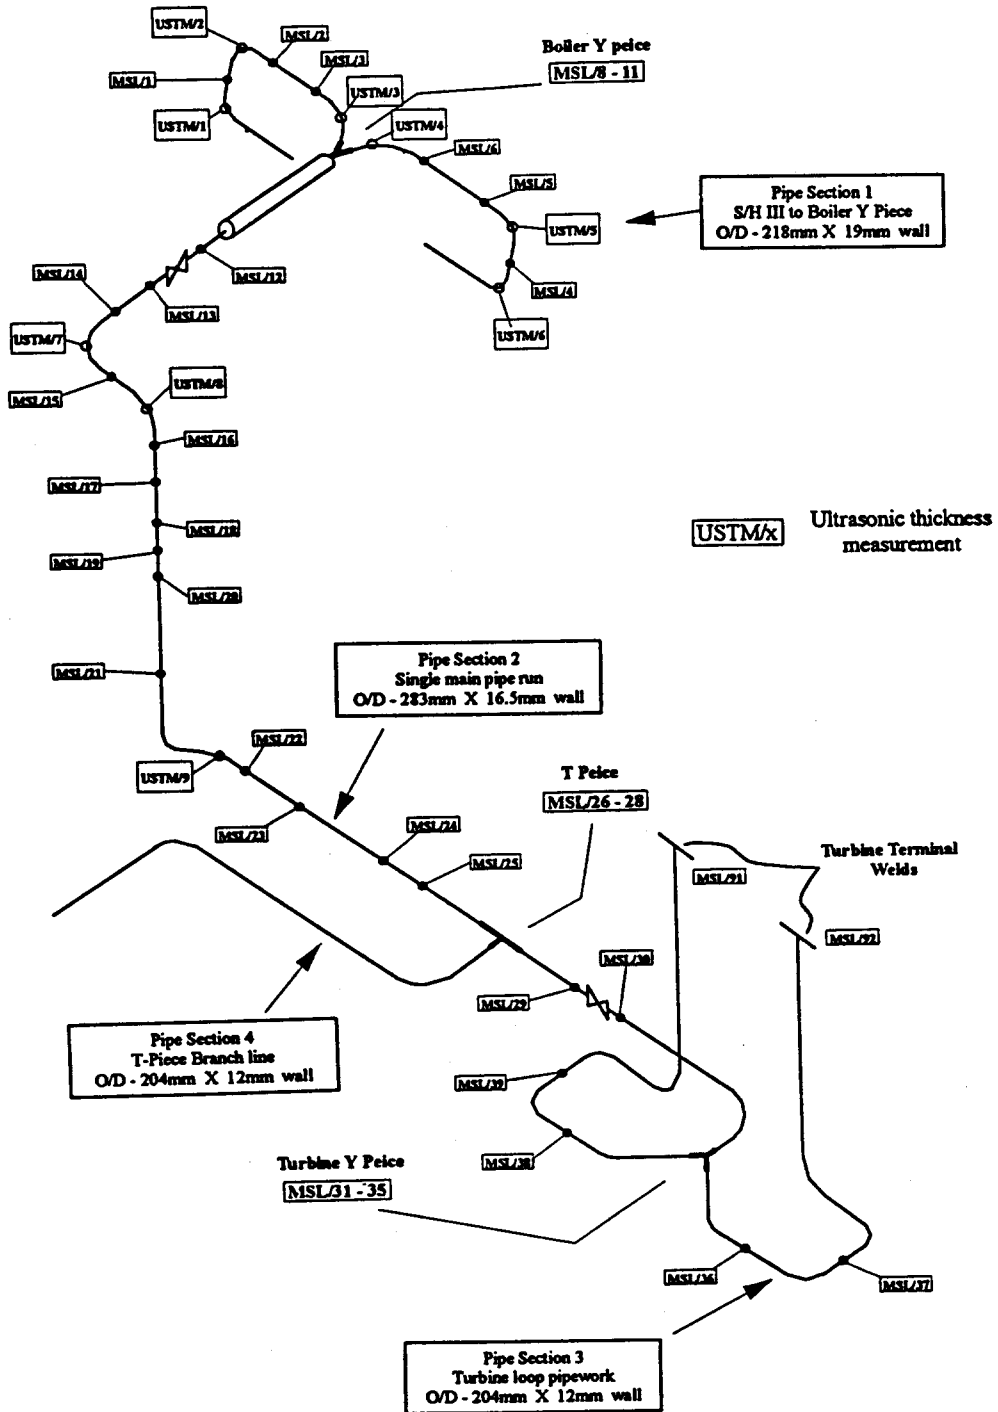 USTM/2
MSL/2
MSL/3
Boiler Y peice
MSL/8 - 11
MSL/1
USTM/3
USTM/1
USTM/4
MSL/6
MSL/5
Pipe Section 1
S/H III to Boiler Y Piece
O/D - 218mm X 19mm wall
USTM/5
MSL/12
MSL/4
MSL/14
MSL/13
USTM/6
USTM/7
USTM/8
MSL/15
MSL/16
MSL/17
MSL/18
USTM/x
Ultrasonic thickness
measurement
MSL/19
MSL/20
MSL/21
Pipe Section 2
Single main pipe run
O/D - 283mm X 16.5mm wall
MSL/22
USTM/9
T Peice
MSL/26 - 28
MSL/23
MSL/24
MSL/25
Turbine Terminal
Welds
MSL/91
MSL/92
MSL/30
MSL/29
Pipe Section 4
T-Piece Branch line
O/D - 204mm X 12mm wall
MSL/39
MSL/38
Turbine Y Peice
MSL/31 - 35
MSL/36
MSL/37
Pipe Section 3
Turbine loop pipework
O/D - 204mm X 12mm wall